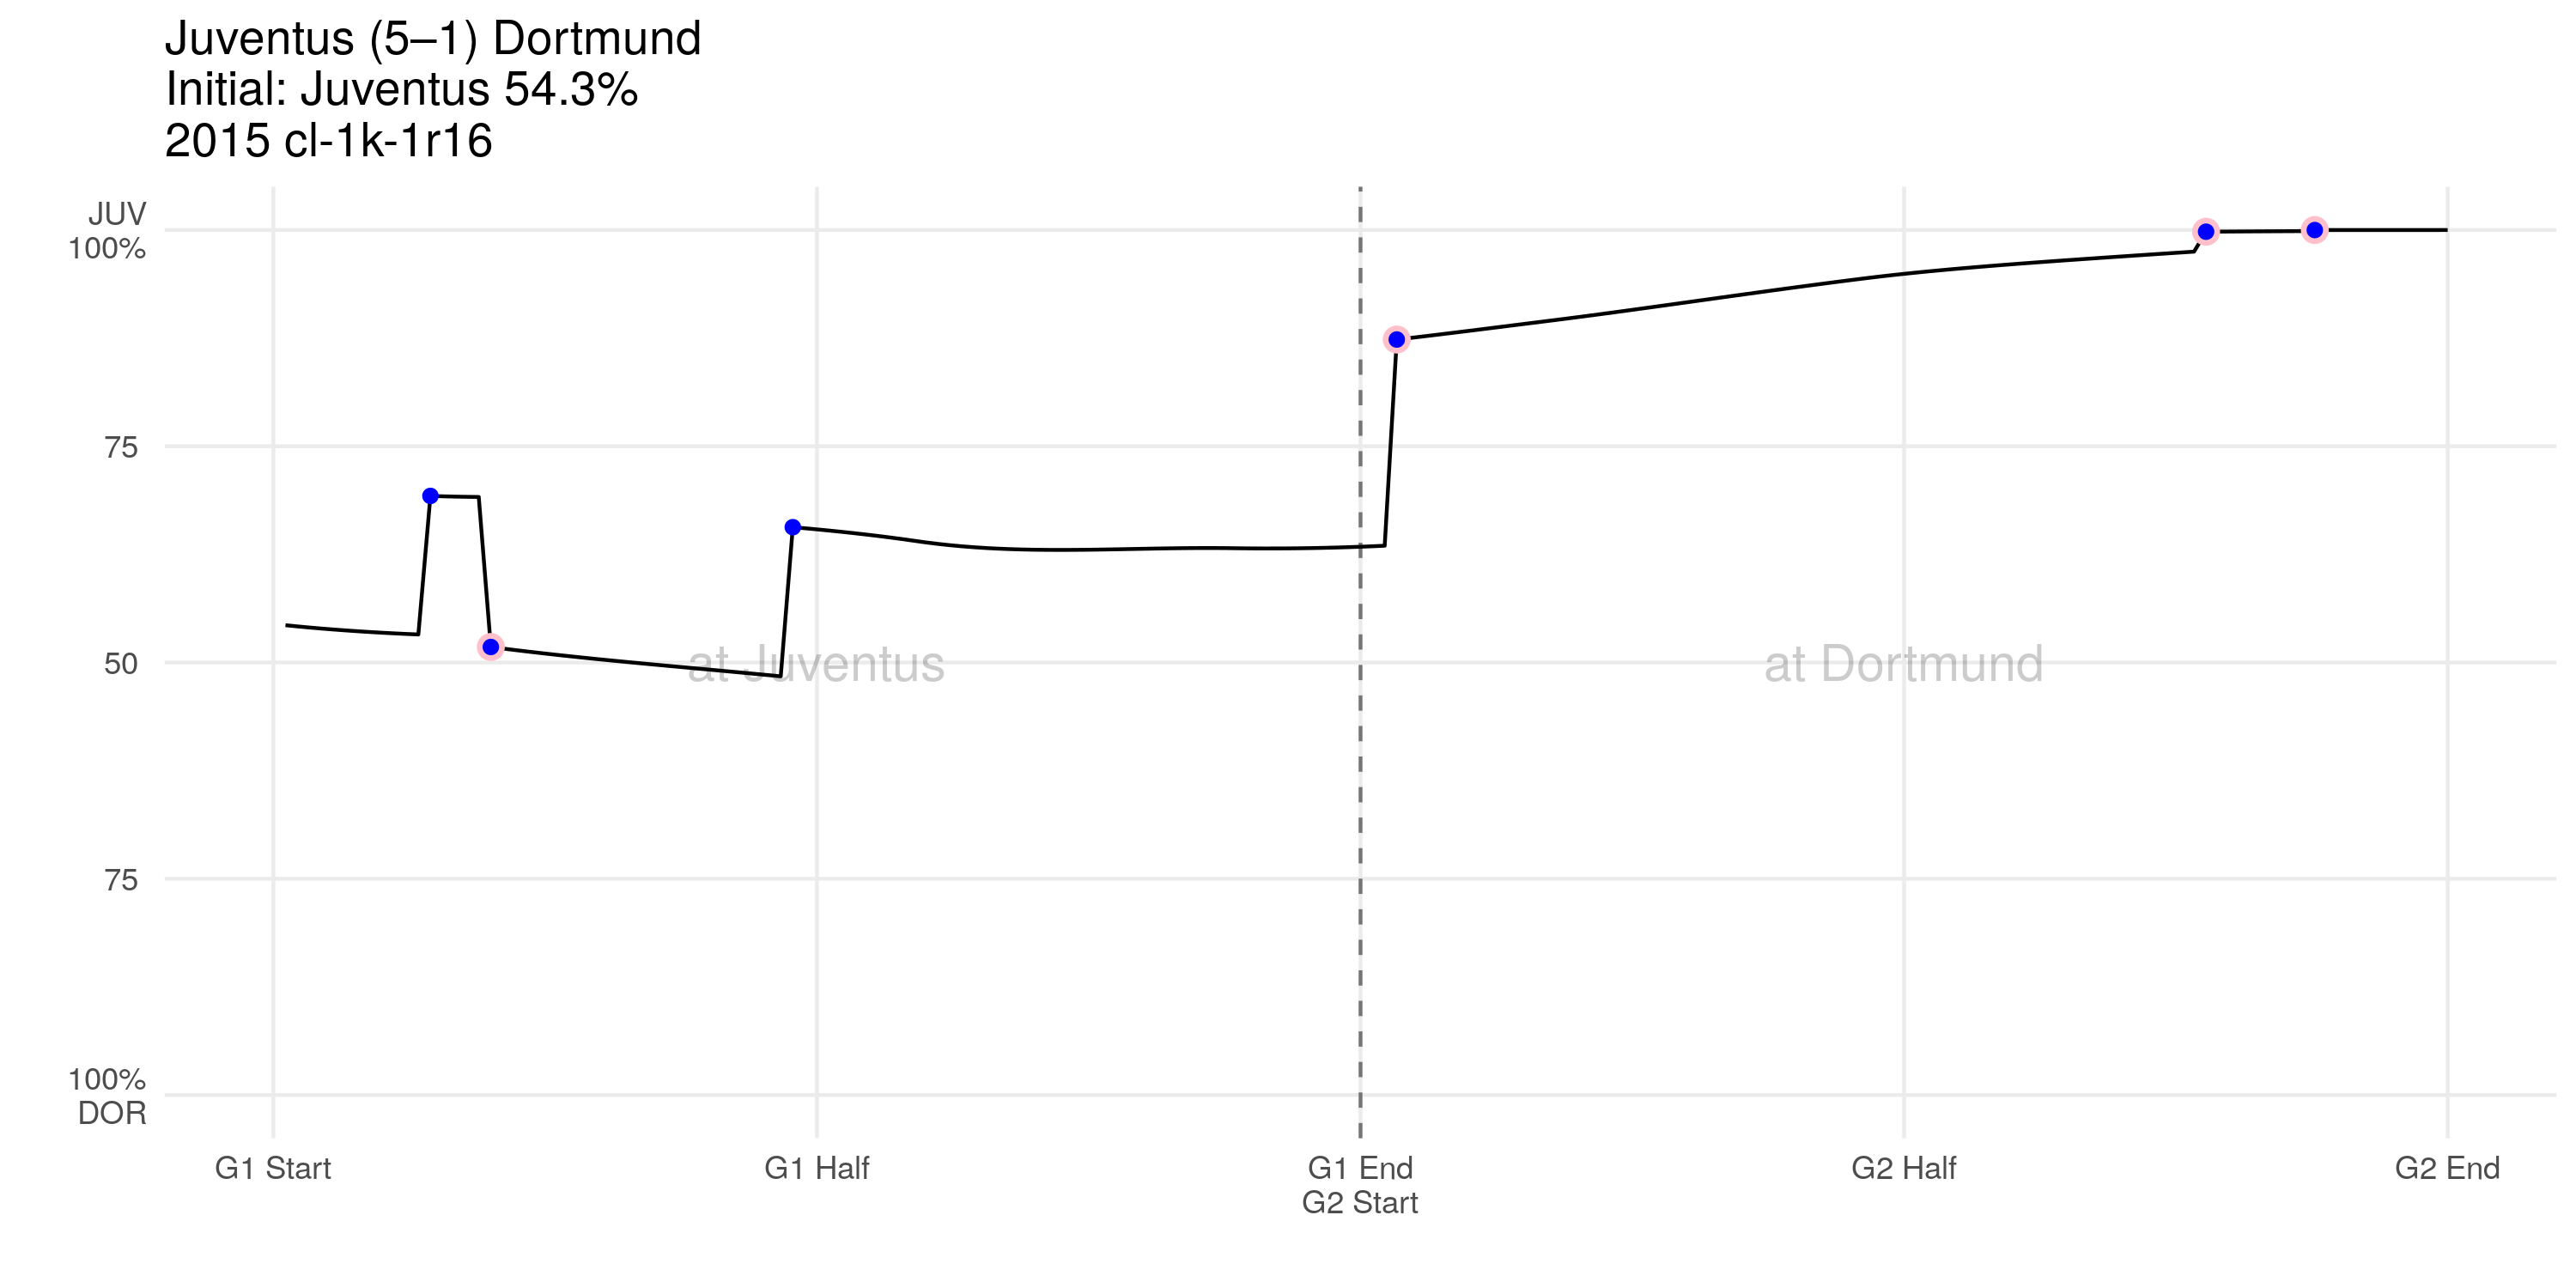 Juventus (5–1) Dortmund
Initial: Juventus 54.3%
2015 cl-1k-1r16
JUV
100%
75
50
75
100%
DOR
at Juventus
at Dortmund
G1 Start
G1 Half
G1 End
G2 Start
G2 Half
G2 End